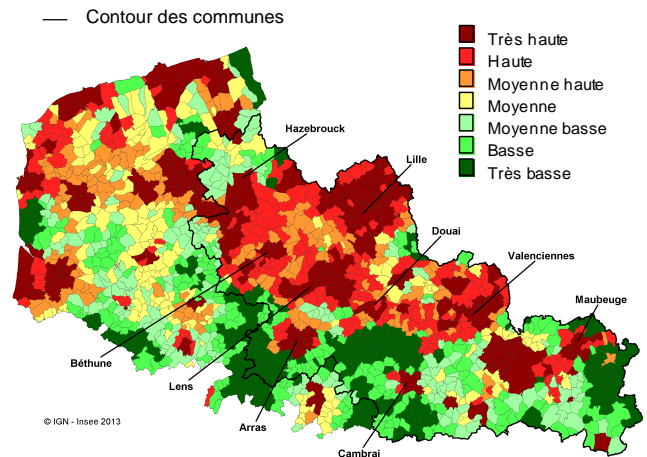 Contour des communes
Très haute
Haute
Moyenne haute
Moyenne
Moyenne basse
Basse
Très basse
Hazebrouck
Lille
Douai
Valenciennes
Maubeuge
Béthune
Lens
Arras
Cambrai
© IGN - Insee 2013